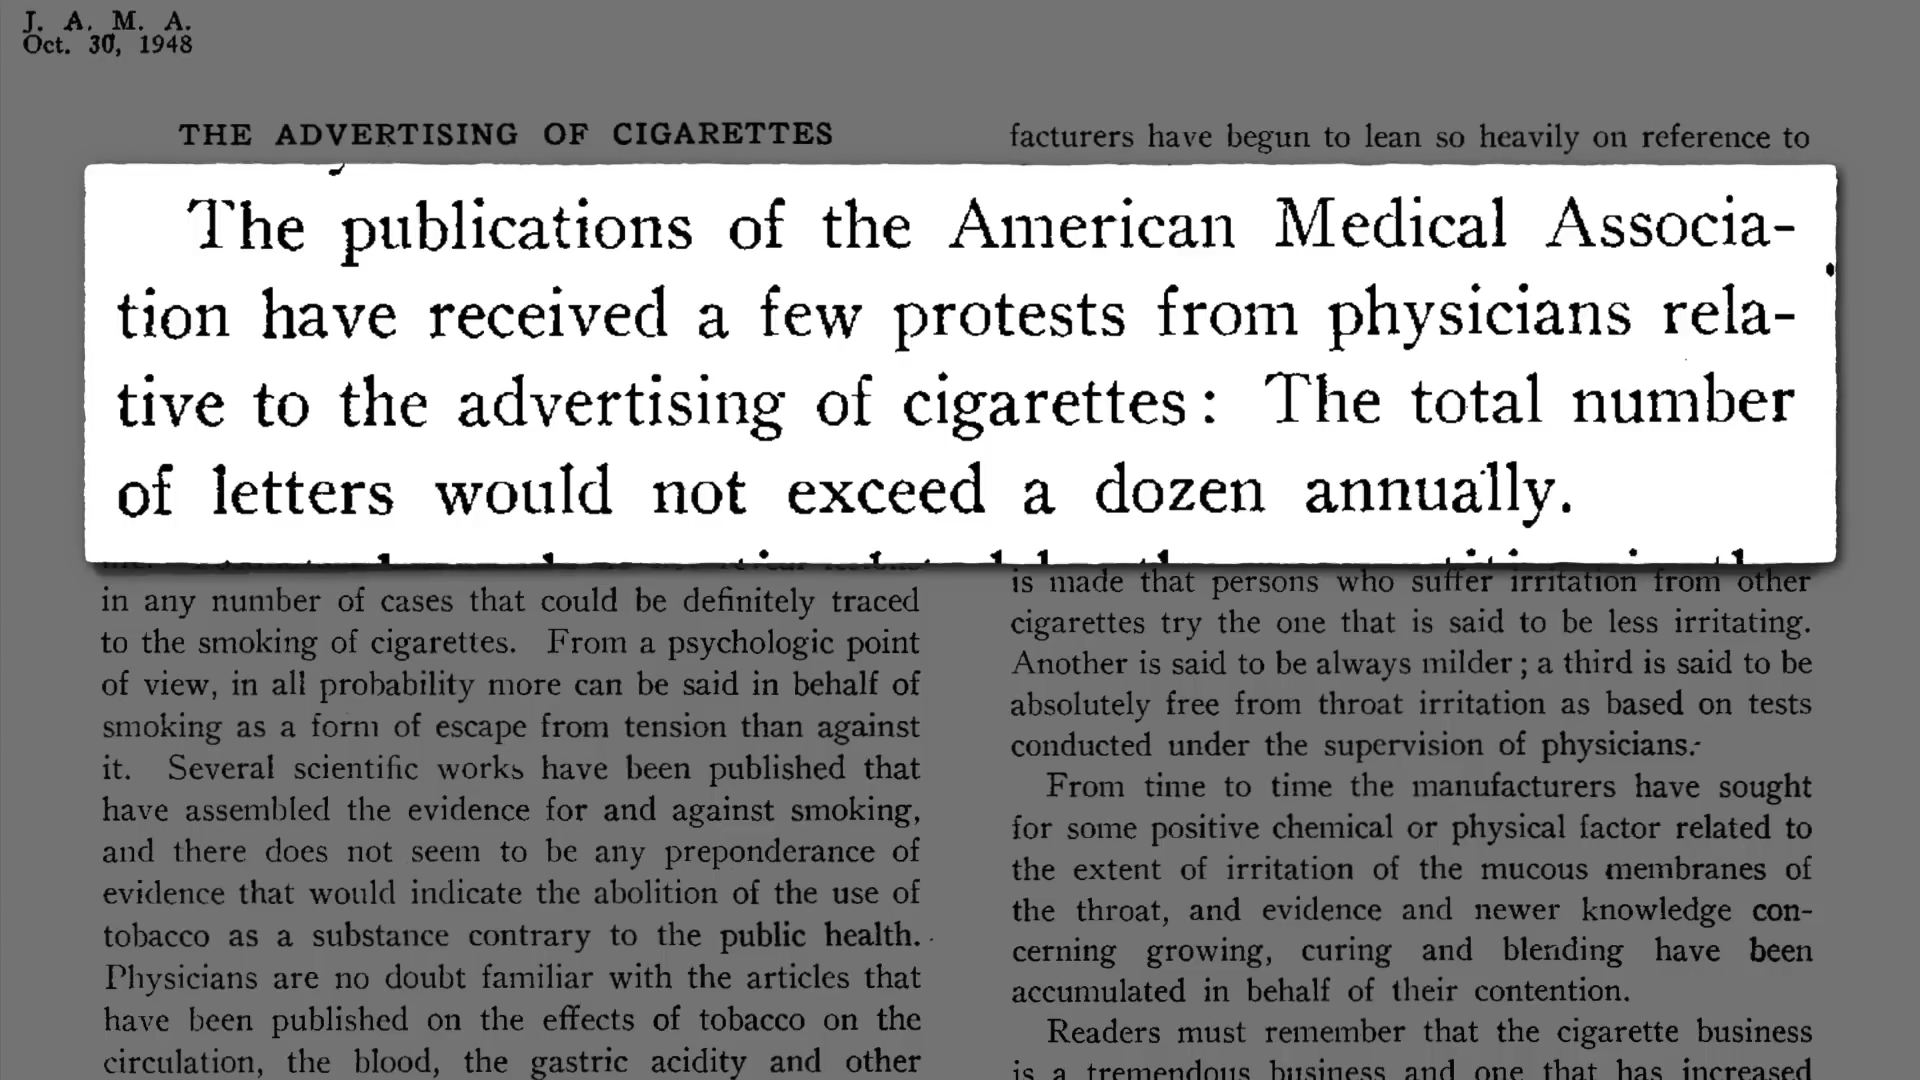 J. A. M. A.
Oct. 30, 1948
THE ADVERTISING OF CIGARETTES
The publications of the American Medical Associa-
tion have received a few protests from physicians rela-
tive to the advertising of cigarettes: The total number
of letters would not exceed a dozen annually.
in any number of cases that could be definitely traced
to the smoking of cigarettes. From a psychologic point
of view, in all probability more can be said in behalf of
smoking as a form of escape from tension than against
it. Several scientific works have been published that
have assembled the evidence for and against smoking,
and there does not seem to be any preponderance of
evidence that would indicate the abolition of the use of
tobacco as a substance contrary to the public health.
Physicians are no doubt familiar with the articles that
have been published on the effects of tobacco on the
circulation, the blood, the gastric acidity and other
facturers have begun to lean so heavily on reference to
is made that persons who suffer irritation from other
cigarettes try the one that is said to be less irritating.
Another is said to be always milder; a third is said to be
absolutely free from throat irritation as based on tests
conducted under the supervision of physicians.
From time to time the manufacturers have sought
for some positive chemical or physical factor related to
the extent of irritation of the mucous membranes of
the throat, and evidence and newer knowledge con-
cerning growing, curing and blending have been
accumulated in behalf of their contention.
Readers must remember that the cigarette business
is a tremendous business and one that has increased